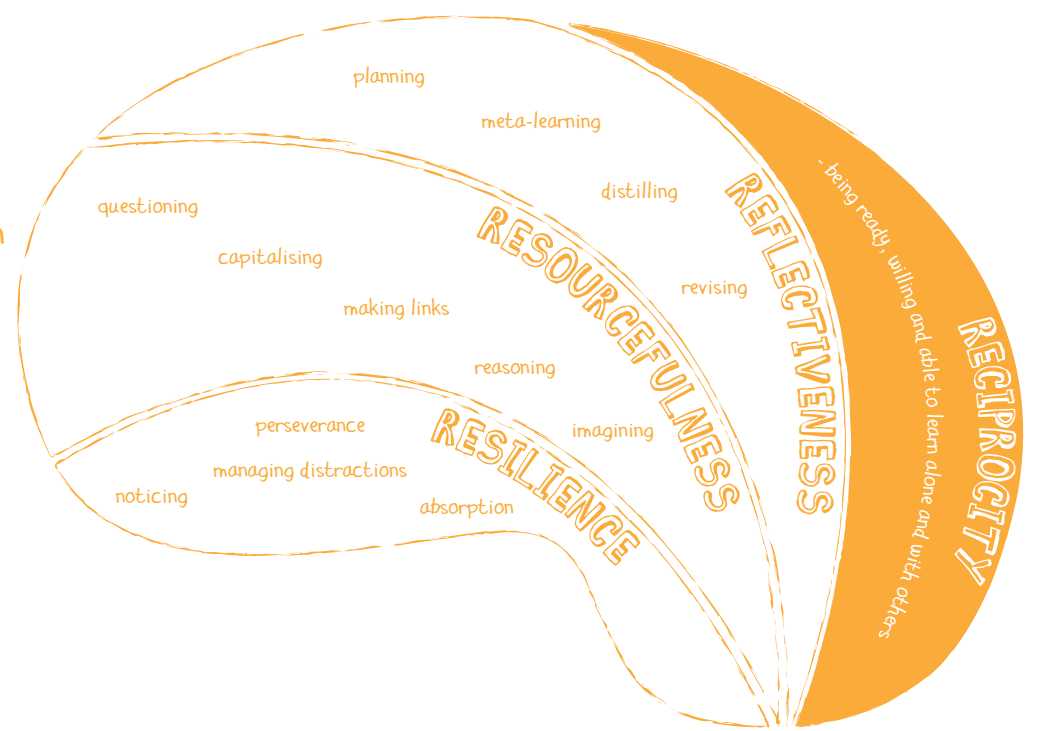 planning
meta-learning
distilling
revising
REFLECTIVENESS
questioning
capitalising
making links
reasoning
imagining
RESOURCEFULNESS
perseverance
managing distractions
noticing
absorption
RESILIENCE
- being ready, willing and able to learn alone and with others
RECIPROCITY